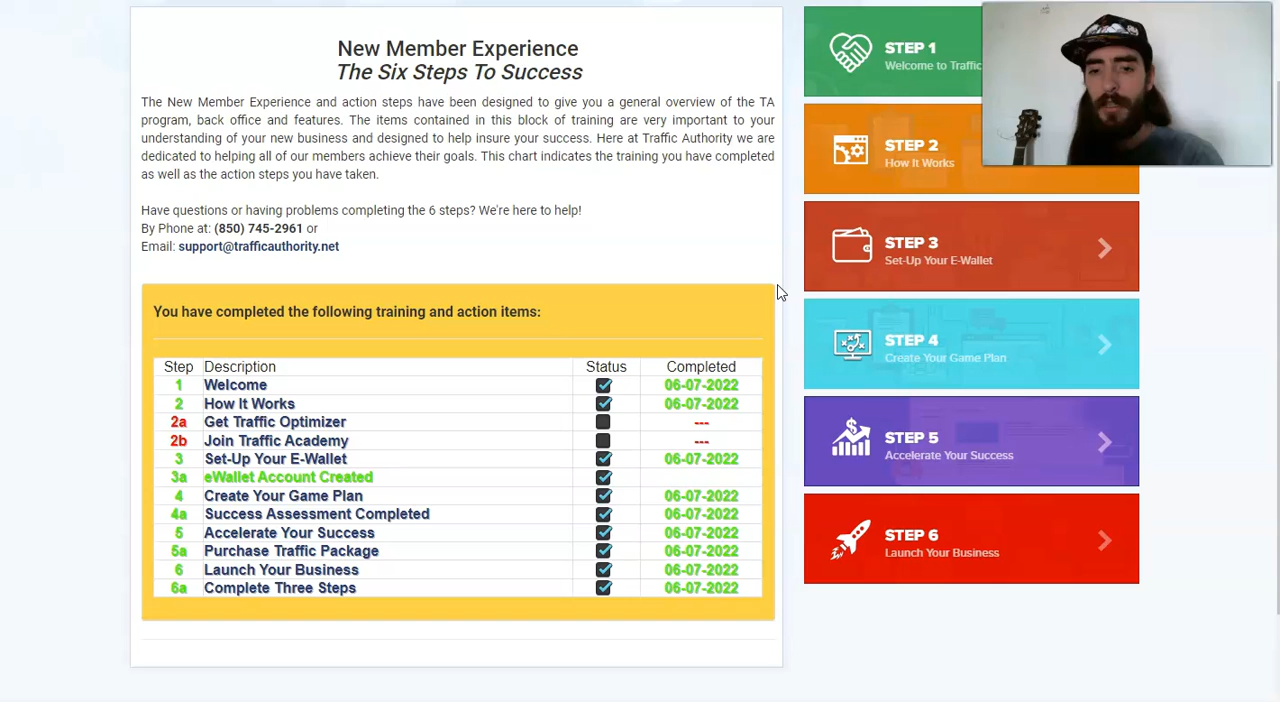 New Member Experience
The Six Steps To Success
The New Member Experience and action steps have been designed to give you a general overview of the TA
program, back office and features. The items contained in this block of training are very important to your
understanding of your new business and designed to help insure your success. Here at Traffic Authority we are
dedicated to helping all of our members achieve their goals. This chart indicates the training you have completed
as well as the action steps you have taken.
Have questions or having problems completing the 6 steps? We're here to help!
By Phone at: (850) 745-2961 or
Email: support@trafficauthority.net
You have completed the following training and action items:
Step Description Status Completed
1 Welcome 06-07-2022
2 How It Works 06-07-2022
2a Get Traffic Optimizer ---
2b Join Traffic Academy ---
3 Set-Up Your E-Wallet 06-07-2022
3a eWallet Account Created
4 Create Your Game Plan 06-07-2022
4a Success Assessment Completed 06-07-2022
5 Accelerate Your Success 06-07-2022
5a Purchase Traffic Package 06-07-2022
6 Launch Your Business 06-07-2022
6a Complete Three Steps 06-07-2022
STEP 1
Welcome to Traffic
STEP 2
How It Works
STEP 3
Set-Up Your E-Wallet
STEP 4
Create Your Game Plan
STEP 5
Accelerate Your Success
STEP 6
Launch Your Business